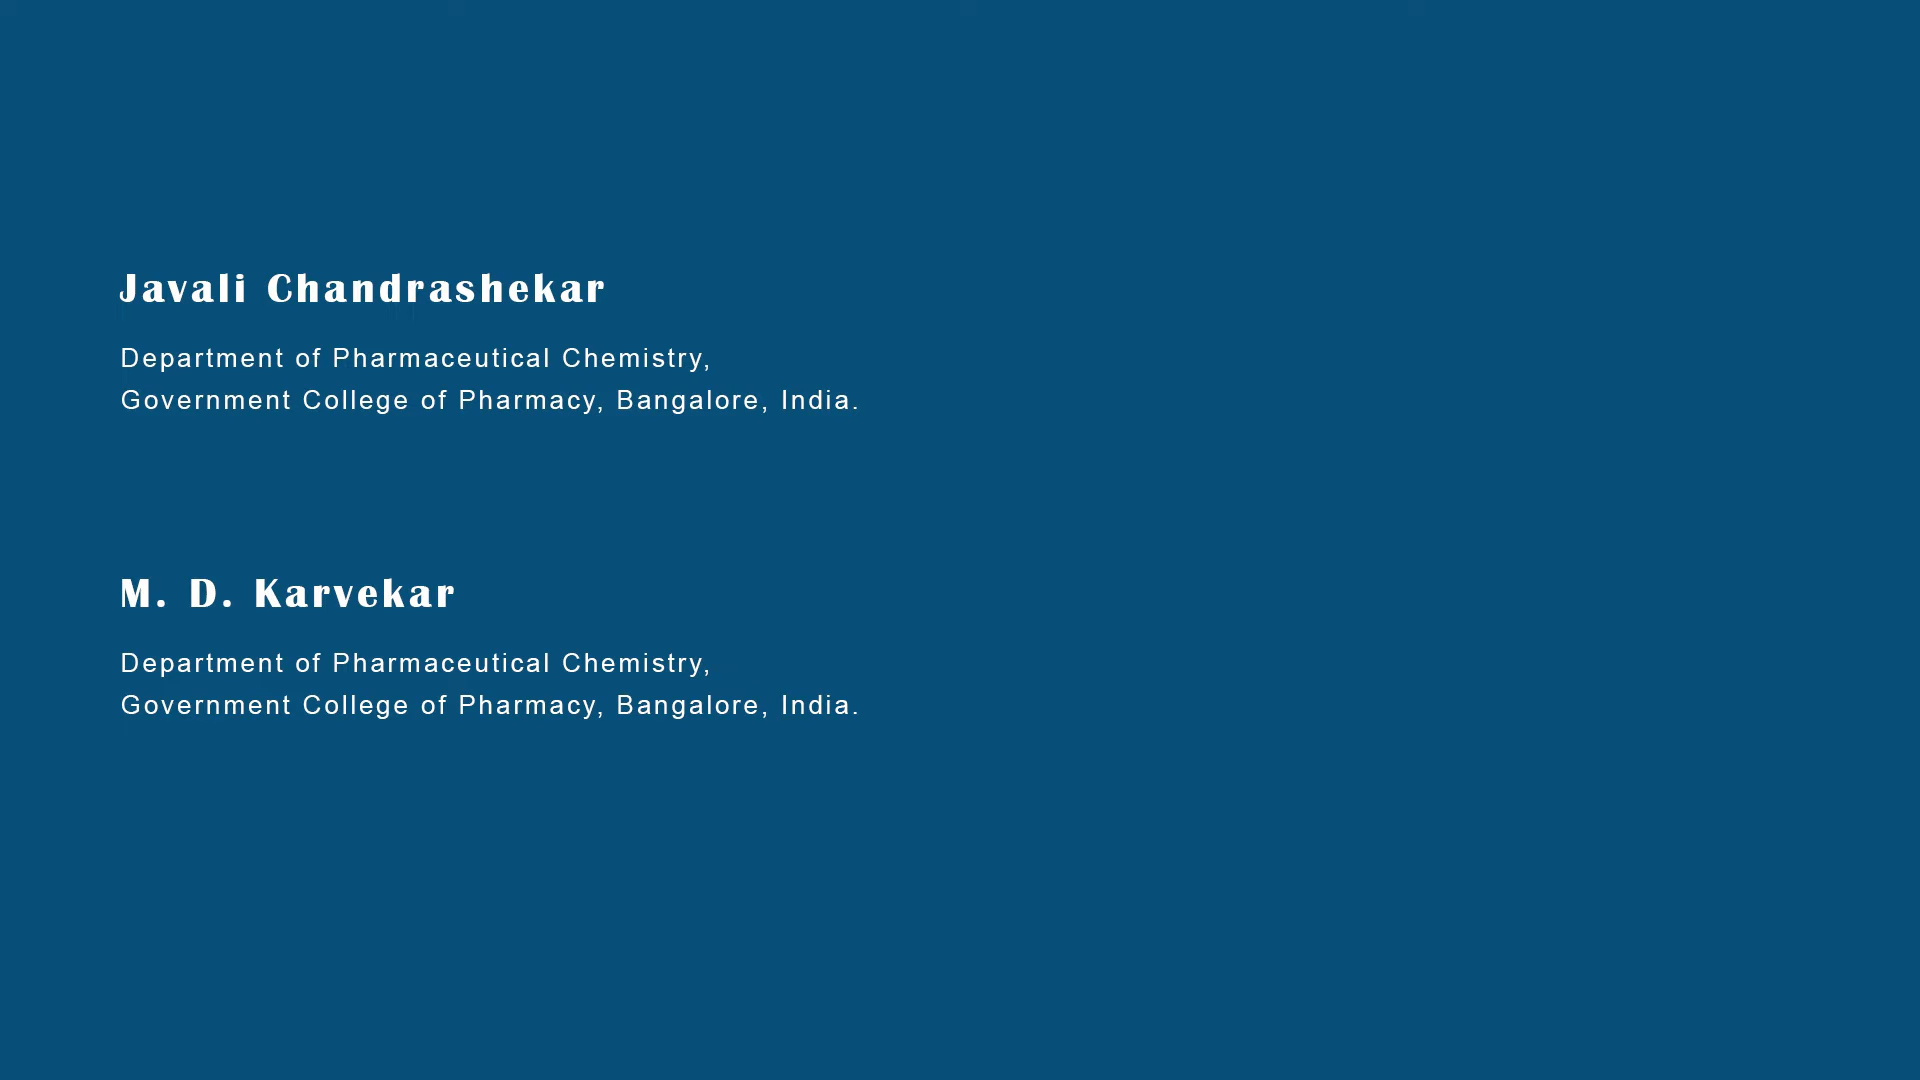 Javali Chandrashekar
Department of Pharmaceutical Chemistry,
Government College of Pharmacy, Bangalore, India.
M. D. Karvekar
Department of Pharmaceutical Chemistry,
Government College of Pharmacy, Bangalore, India.